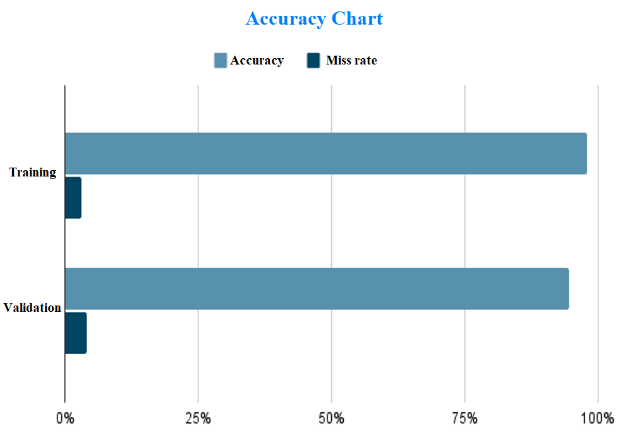 Accuracy Chart
Accuracy Miss rate
Training
Validation
0% 25% 50% 75% 100%